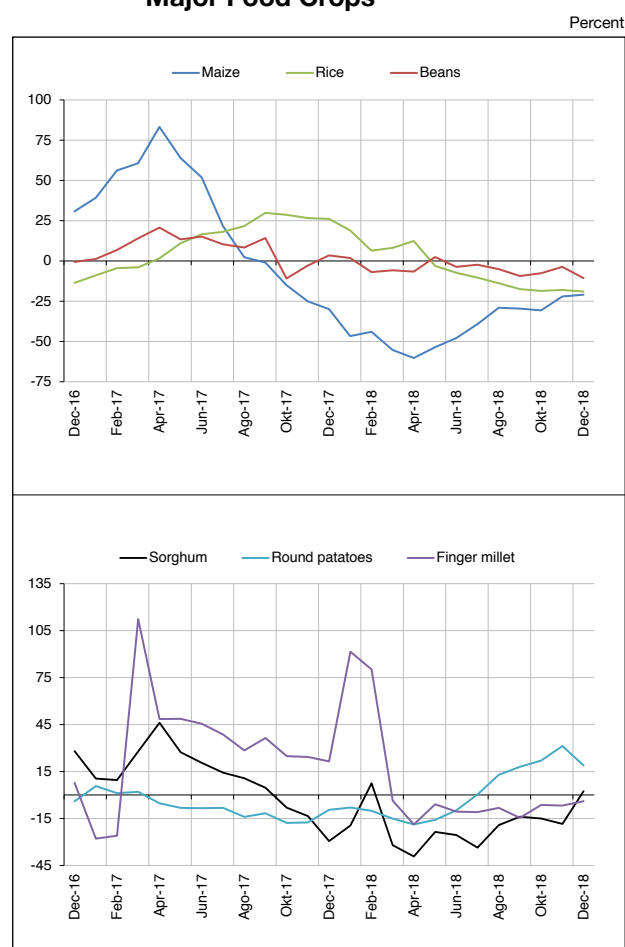 Major Food Crops
Percent
Maize Rice Beans
100
75
50
25
0
-25
-50
-75
Dec-16 Feb-17 Apr-17 Jun-17 Ago-17 Okt-17 Dec-17 Feb-18 Apr-18 Jun-18 Ago-18 Okt-18 Dec-18
Sorghum Round patatoes Finger millet
135
105
75
45
15
-15
-45
Dec-16 Feb-17 Apr-17 Jun-17 Ago-17 Okt-17 Dec-17 Feb-18 Apr-18 Jun-18 Ago-18 Okt-18 Dec-18